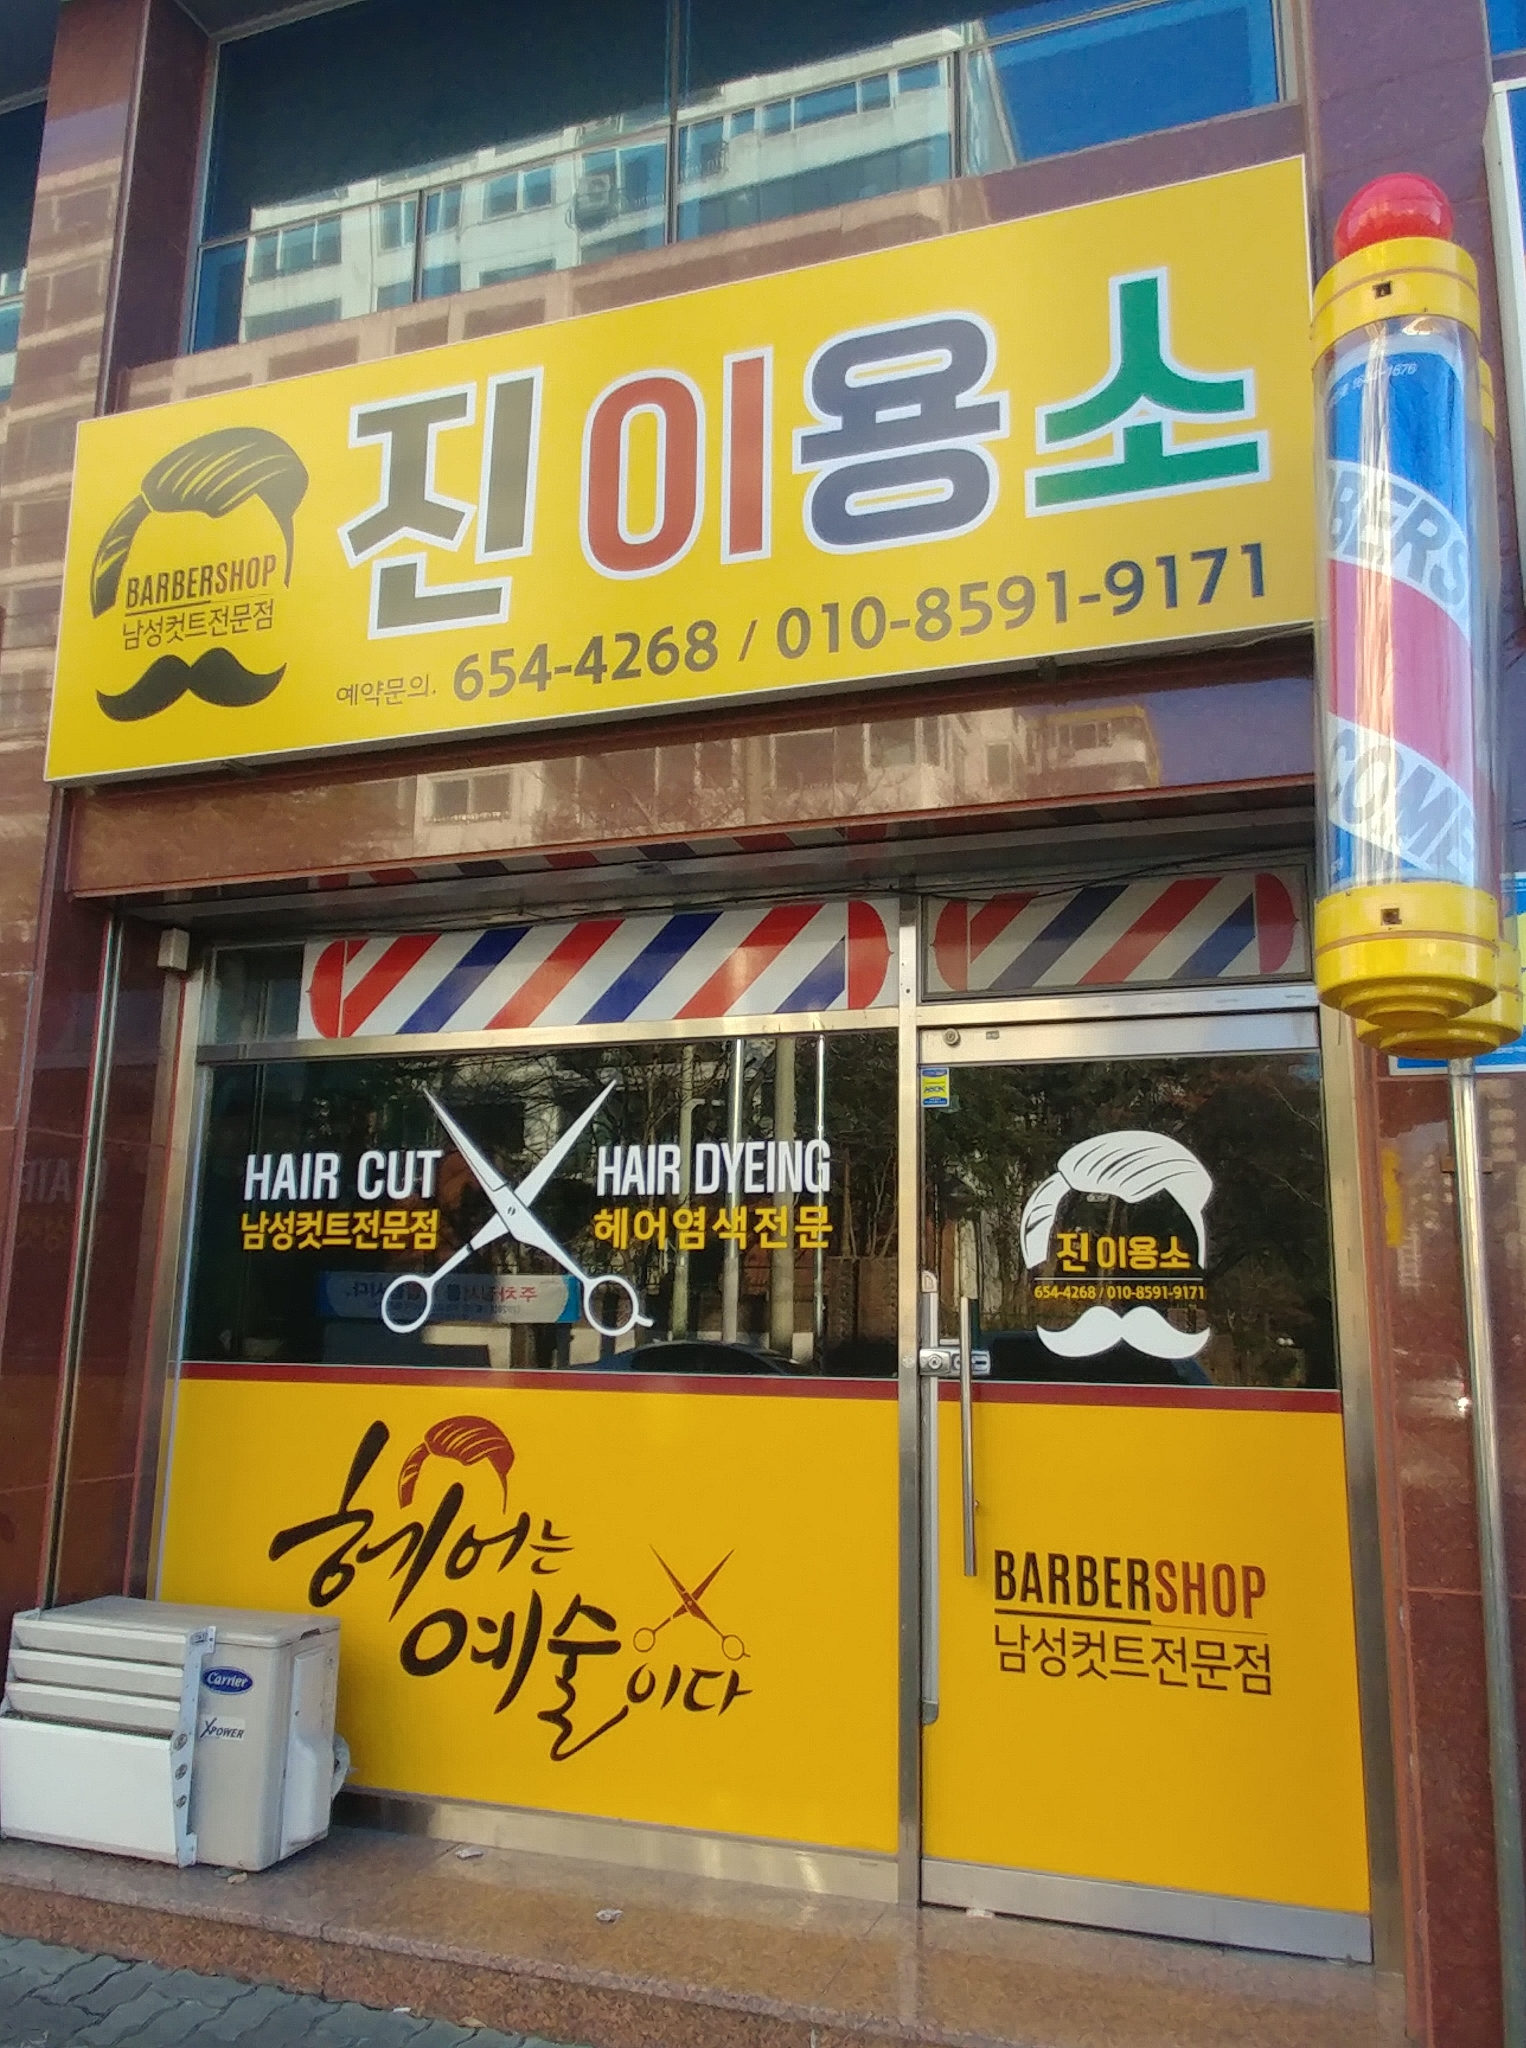 진이용소
BARBERSHOP
남성컷트전문점
예약문의. 654-4268 / 010-8591-9171
HAIR CUT
남성컷트전문점
HAIR DYEING
헤어염색전문
진이용소
654-4268 / 010-8591-9171
헤어는
예술이다
BARBERSHOP
남성컷트전문점
Carrier
XPOWER